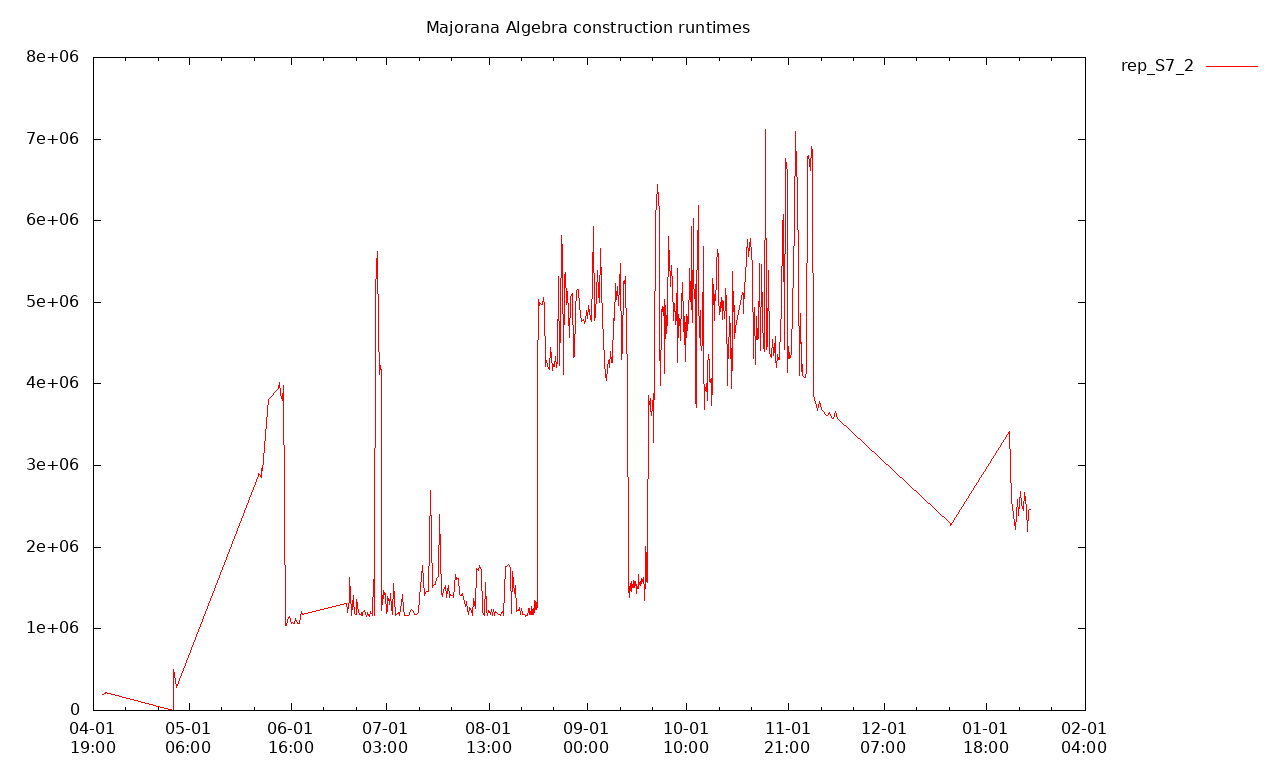 Majorana Algebra construction runtimes
rep_S7_2
8e+06
7e+06
6e+06
5e+06
4e+06
3e+06
2e+06
1e+06
0
04-01 05-01 06-01 07-01 08-01 09-01 10-01 11-01 12-01 01-01 02-01
19:00 06:00 16:00 03:00 13:00 00:00 10:00 21:00 07:00 18:00 04:00